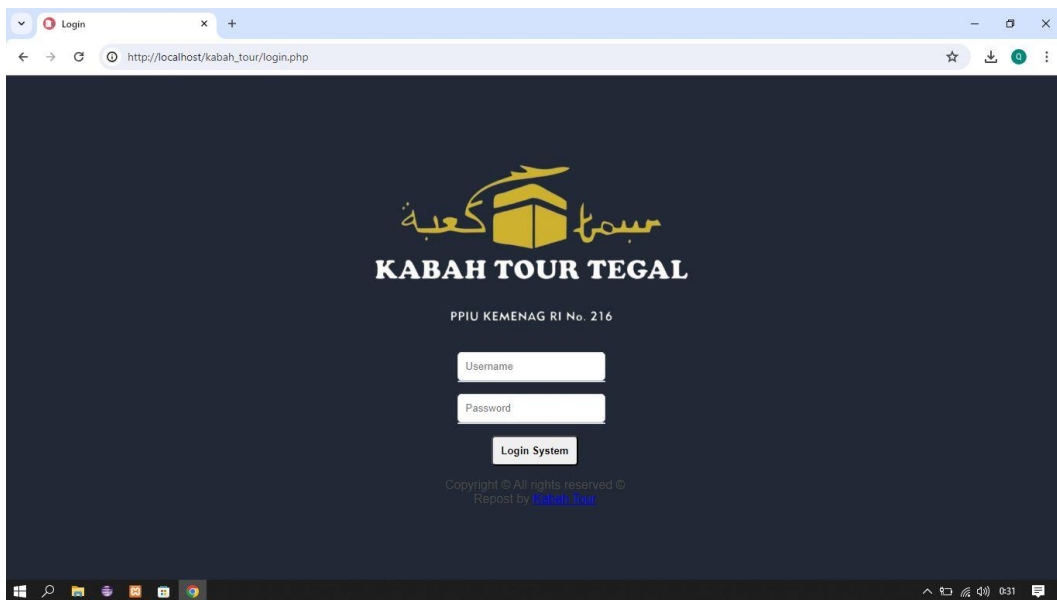 Login
http://localhost/kabah_tour/login.php
Q
كعبة tour
KABAH TOUR TEGAL
PPIU KEMENAG RI No. 216
Username
Password
Login System
Copyright © All rights reserved ©
Repost by Kabah Tour
0:31